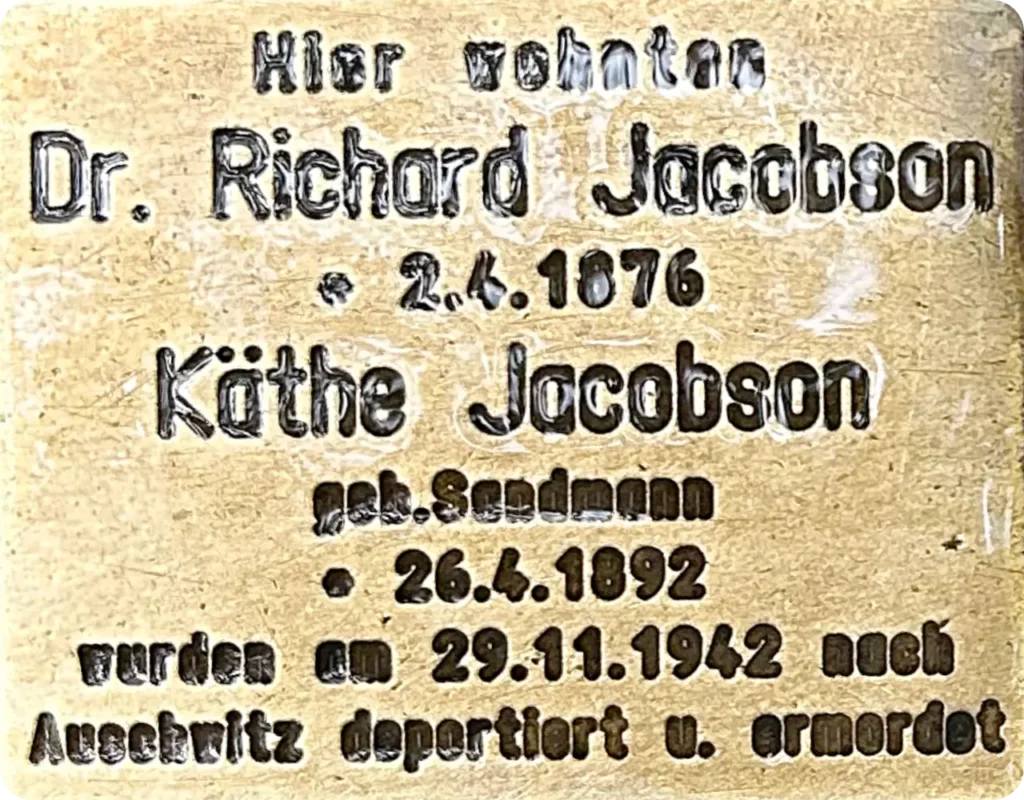 Hier wohnten
Dr. Richard Jacobson
* 2.4.1876
Käthe Jacobson
geb.Sandmann
* 26.4.1892
wurden am 29.11.1942 nach
Auschwitz deportiert u. ermordet